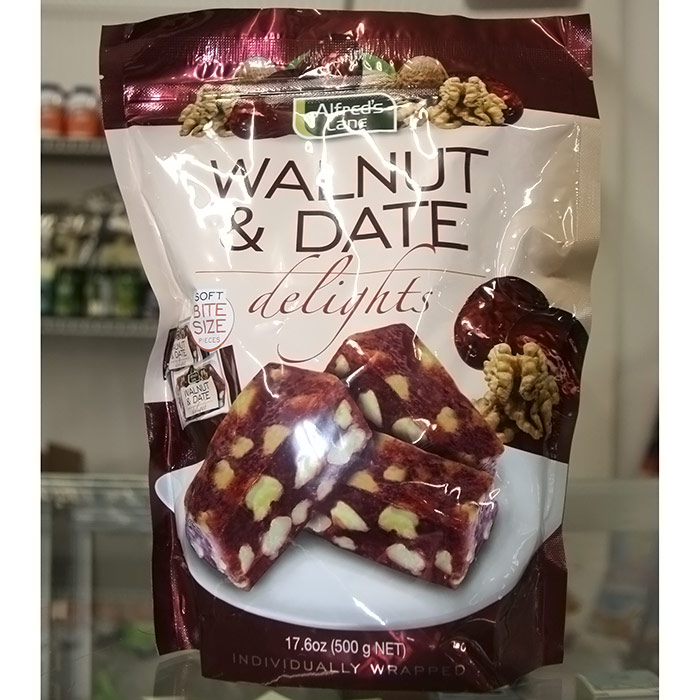 Alfred's
Lane
WALNUT
& DATE
delights
SOFT
BITE
SIZE
PIECES
WALNUT
& DATE
17.6oz (500 g NET)
INDIVIDUALLY WRAPPED